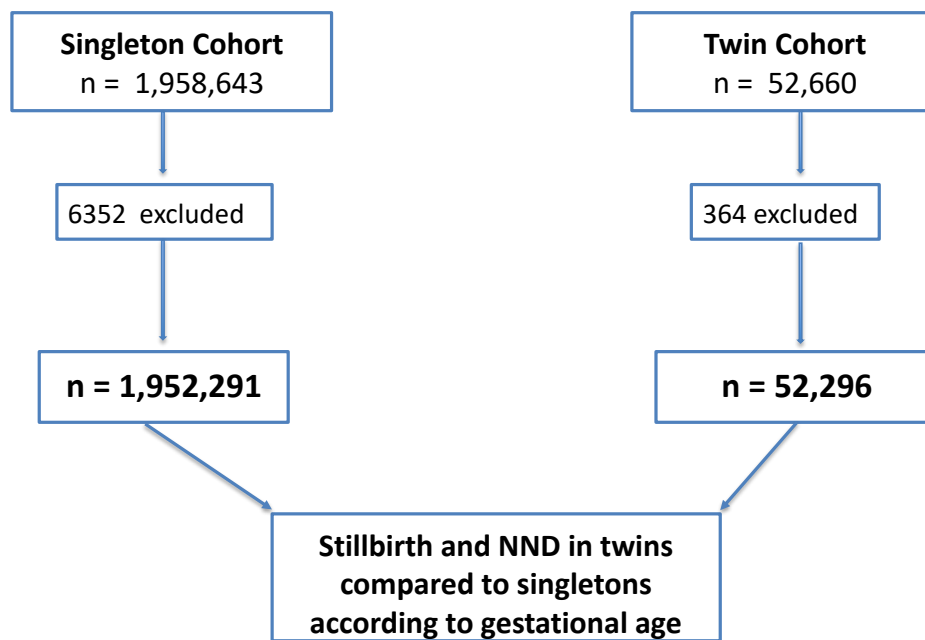 Singleton Cohort
n = 1,958,643
Twin Cohort
n = 52,660
6352 excluded
364 excluded
n = 1,952,291
n = 52,296
Stillbirth and NND in twins
compared to singletons
according to gestational age